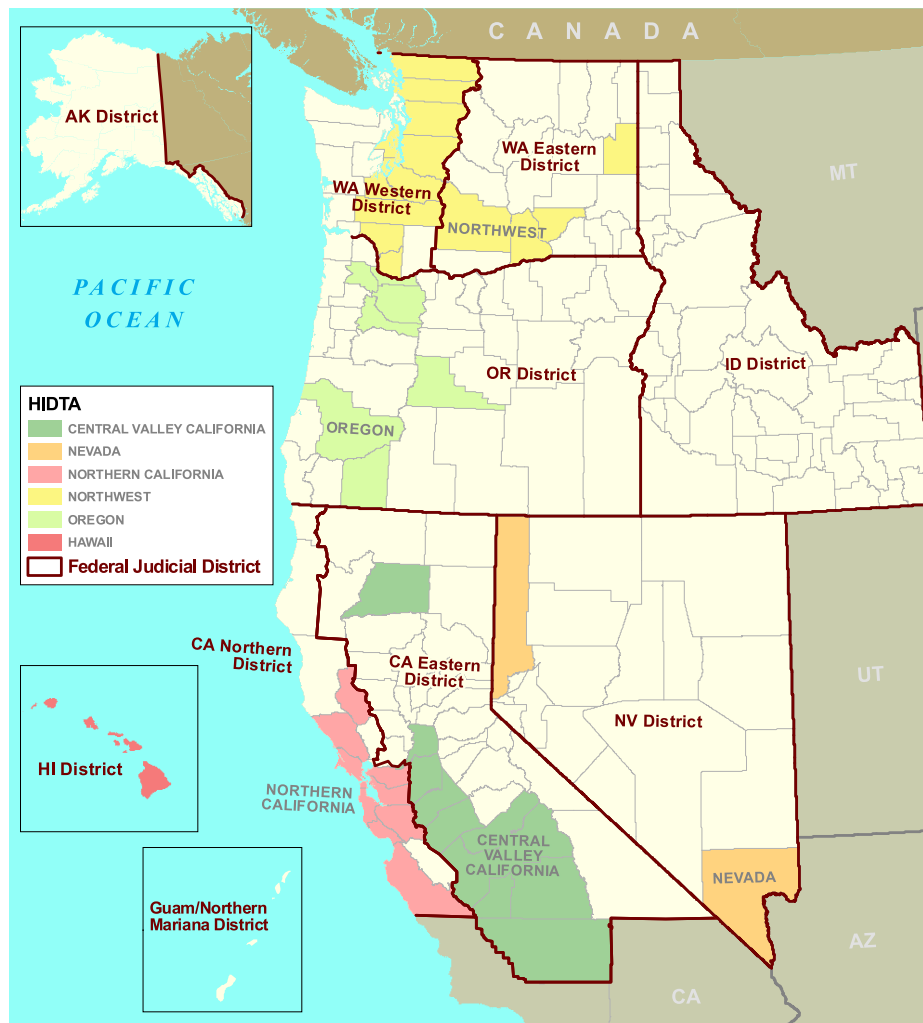 CANADA
AK District
WA Eastern
District
MT
WA Western
District
NORTHWEST
PACIFIC
OCEAN
OR District
ID District
HIDTA
CENTRAL VALLEY CALIFORNIA
NEVADA
NORTHERN CALIFORNIA
NORTHWEST
OREGON
HAWAII
Federal Judicial District
OREGON
CA Northern
District
CA Eastern
District
UT
NV District
HI District
NORTHERN
CALIFORNIA
CENTRAL
VALLEY
CALIFORNIA
NEVADA
Guam/Northern
Mariana District
AZ
CA